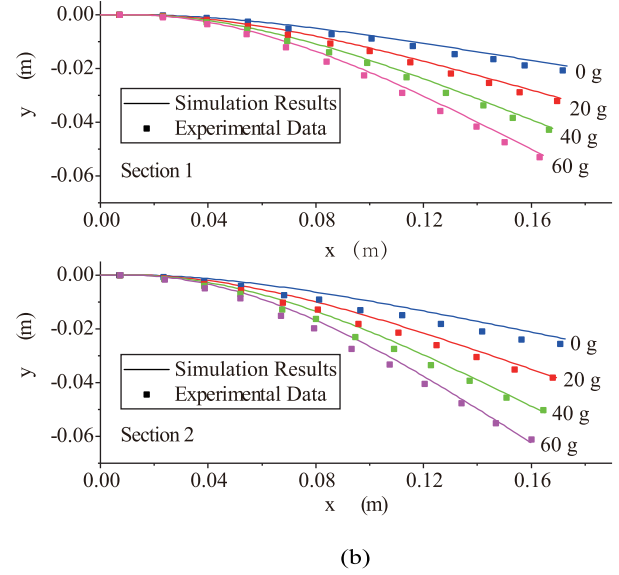 0.00
-0.02
-0.04
-0.06
y (m)
Simulation Results
Experimental Data
Section 1
0 g
20 g
40 g
60 g
0.00 0.04 0.08 0.12 0.16
x (m)
0.00
-0.02
-0.04
-0.06
y (m)
Simulation Results
Experimental Data
Section 2
0 g
20 g
40 g
60 g
0.00 0.04 0.08 0.12 0.16
x (m)
(b)